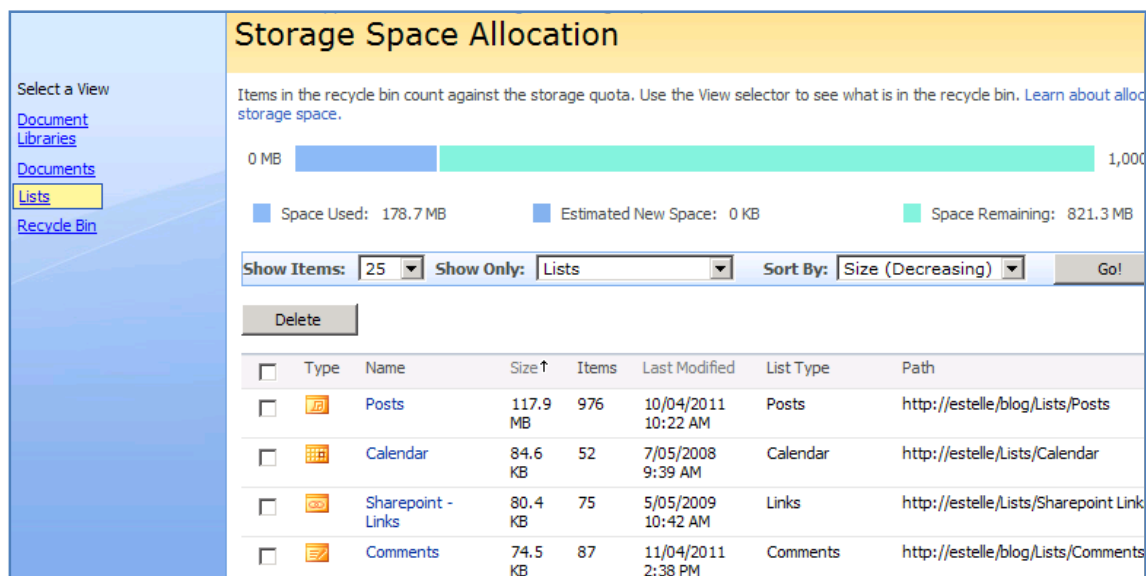 Storage Space Allocation
Select a View
Document
Libraries
Documents
Lists
Recycle Bin
Items in the recycle bin count against the storage quota. Use the View selector to see what is in the recycle bin. Learn about alloc
storage space.
0 MB 1,000
Space Used: 178.7 MB Estimated New Space: 0 KB Space Remaining: 821.3 MB
Show Items: 25 Show Only: Lists Sort By: Size (Decreasing) Go!
Delete
Type Name Size↑ Items Last Modified List Type Path
Posts 117.9 976 10/04/2011 Posts http://estelle/blog/Lists/Posts
MB 10:22 AM
Calendar 84.6 52 7/05/2008 Calendar http://estelle/Lists/Calendar
KB 9:39 AM
Sharepoint - 80.4 75 5/05/2009 Links http://estelle/Lists/Sharepoint Link
Links KB 10:42 AM
Comments 74.5 87 11/04/2011 Comments http://estelle/blog/Lists/Comments
KB 2:38 PM